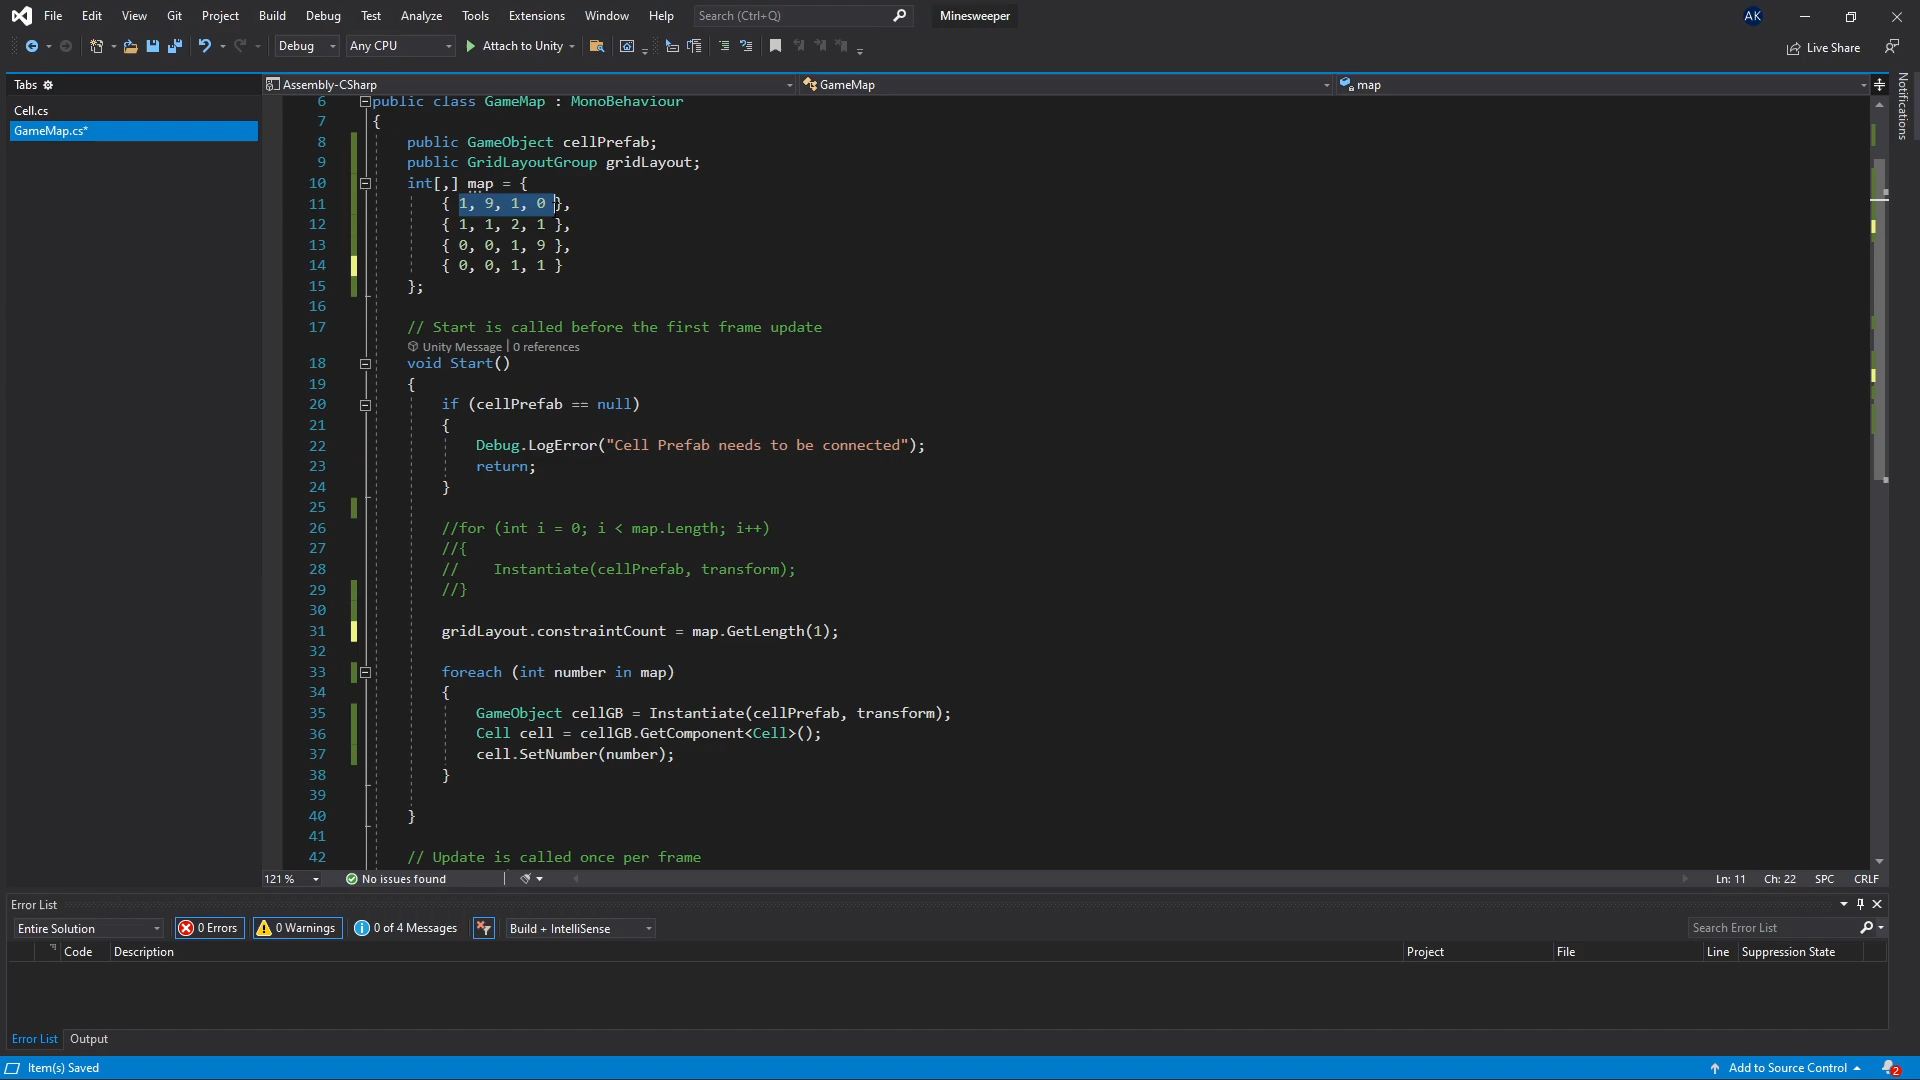 File Edit View Git Project Build Debug Test Analyze Tools Extensions Window Help Search (Ctrl+Q) Minesweeper AK
Debug Any CPU Attach to Unity Live Share
Tabs
Cell.cs
GameMap.cs*
Assembly-CSharp GameMap map
Notifications
6 public class GameMap : MonoBehaviour
7 {
8 public GameObject cellPrefab;
9 public GridLayoutGroup gridLayout;
10 int[,] map = {
11 { 1, 9, 1, 0 },
12 { 1, 1, 2, 1 },
13 { 0, 0, 1, 9 },
14 { 0, 0, 1, 1 }
15 };
16
17 // Start is called before the first frame update
Unity Message | 0 references
18 void Start()
19 {
20 if (cellPrefab == null)
21 {
22 Debug.LogError("Cell Prefab needs to be connected");
23 return;
24 }
25
26 //for (int i = 0; i < map.Length; i++)
27 //{
28 // Instantiate(cellPrefab, transform);
29 //}
30
31 gridLayout.constraintCount = map.GetLength(1);
32
33 foreach (int number in map)
34 {
35 GameObject cellGB = Instantiate(cellPrefab, transform);
36 Cell cell = cellGB.GetComponent<Cell>();
37 cell.SetNumber(number);
38 }
39
40 }
41
42 // Update is called once per frame
121 % No issues found Ln: 11 Ch: 22 SPC CRLF
Error List
Entire Solution 0 Errors 0 Warnings 0 of 4 Messages Build + IntelliSense Search Error List
Code Description Project File Line Suppression State
Error List Output
Item(s) Saved Add to Source Control 2